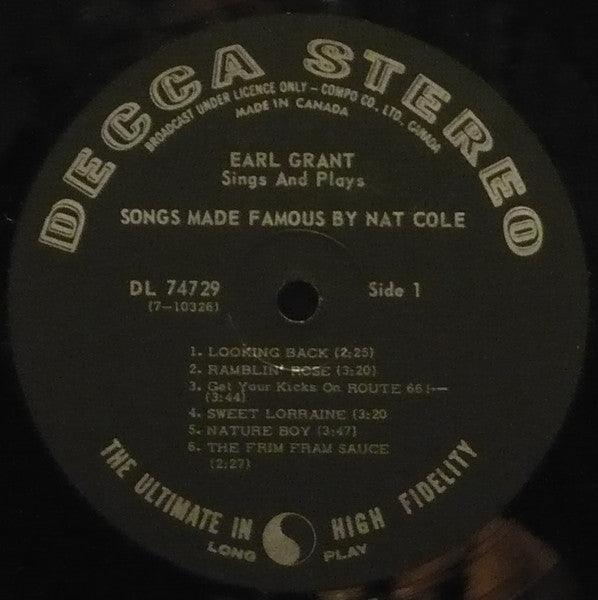 DECCA STEREO
BROADCAST UNDER LICENCE ONLY - COMPO CO., LTD., CANADA
MADE IN CANADA
EARL GRANT
Sings And Plays
SONGS MADE FAMOUS BY NAT COLE
DL 74729
(7-10326)
Side 1
1. LOOKING BACK (2:25)
2. RAMBLIN' ROSE (3:20)
3. Get Your Kicks On ROUTE 66!—
(3:44)
4. SWEET LORRAINE (3:20
5. NATURE BOY (3:47)
6. THE FRIM FRAM SAUCE
(2:27)
THE ULTIMATE IN HIGH FIDELITY
LONG PLAY